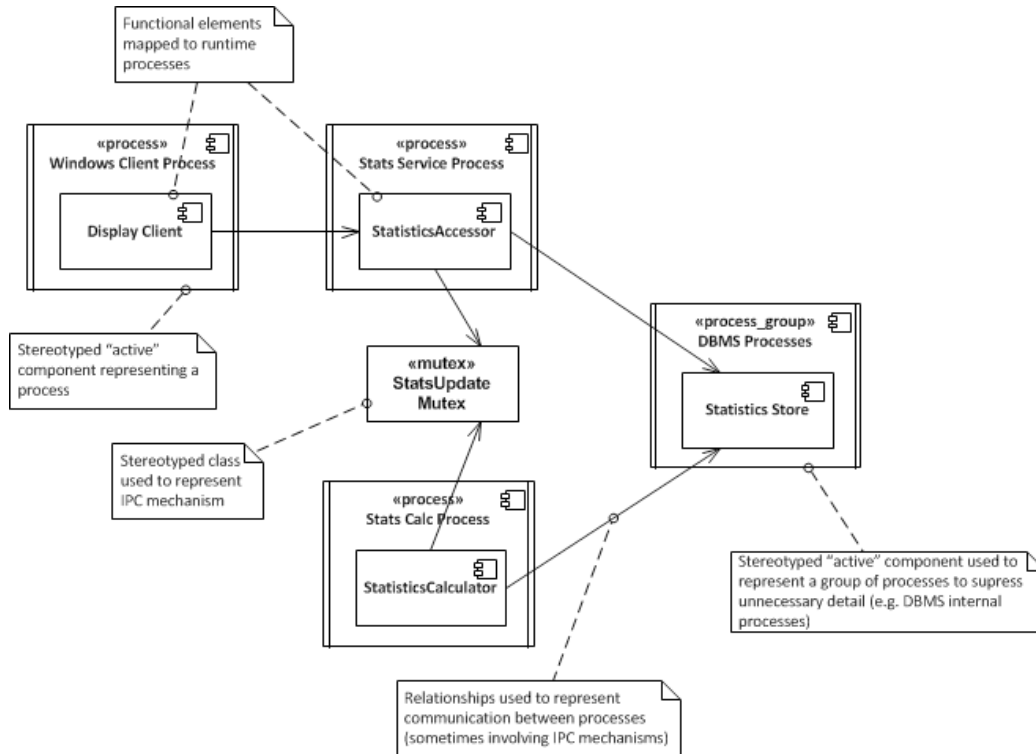 Functional elements
mapped to runtime
processes
«process»
Windows Client Process
Display Client
«process»
Stats Service Process
StatisticsAccessor
Stereotyped “active”
component representing a
process
«mutex»
StatsUpdate
Mutex
«process_group»
DBMS Processes
Statistics Store
Stereotyped class
used to represent
IPC mechanism
«process»
Stats Calc Process
StatisticsCalculator
Stereotyped “active” component used to
represent a group of processes to supress
unnecessary detail (e.g. DBMS internal
processes)
Relationships used to represent
communication between processes
(sometimes involving IPC mechanisms)